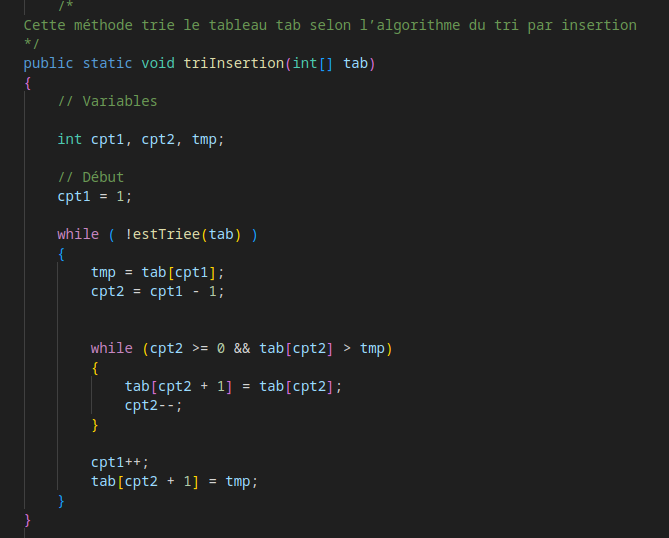 /*
Cette méthode trie le tableau tab selon l’algorithme du tri par insertion
*/
public static void triInsertion(int[] tab)
{
// Variables
int cpt1, cpt2, tmp;
// Début
cpt1 = 1;
while ( !estTriee(tab) )
{
tmp = tab[cpt1];
cpt2 = cpt1 - 1;
while (cpt2 >= 0 && tab[cpt2] > tmp)
{
tab[cpt2 + 1] = tab[cpt2];
cpt2--;
}
cpt1++;
tab[cpt2 + 1] = tmp;
}
}